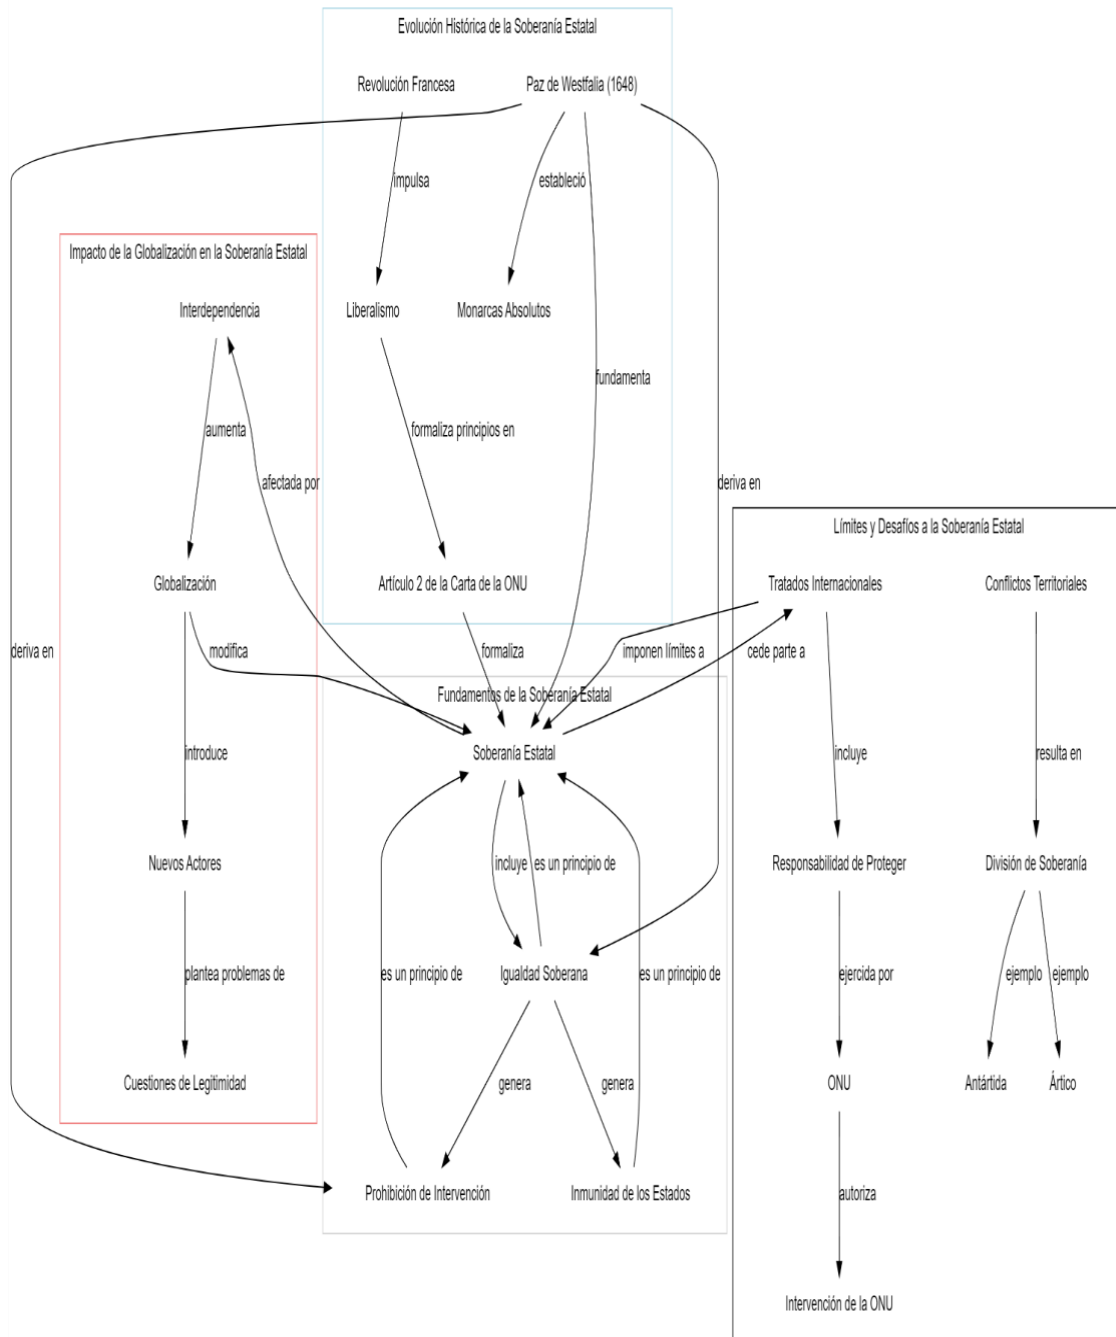 Evolución Histórica de la Soberanía Estatal
Revolución Francesa
Paz de Westfalia (1648)
impulsa
estableció
Impacto de la Globalización en la Soberanía Estatal
Interdependencia
Liberalismo
Monarcas Absolutos
fundamenta
aumenta
formaliza principios en
afectada por
deriva en
Límites y Desafíos a la Soberanía Estatal
Globalización
Artículo 2 de la Carta de la ONU
Tratados Internacionales
Conflictos Territoriales
deriva en
modifica
formaliza
imponen límites a
cede parte a
Fundamentos de la Soberanía Estatal
Soberanía Estatal
introduce
incluye
resulta en
Nuevos Actores
incluye
es un principio de
Responsabilidad de Proteger
División de Soberanía
plantea problemas de
es un principio de
Igualdad Soberana
es un principio de
ejercida por
ejemplo
ejemplo
Cuestiones de Legitimidad
genera
genera
ONU
Antártida
Ártico
Prohibición de Intervención
Inmunidad de los Estados
autoriza
Intervención de la ONU